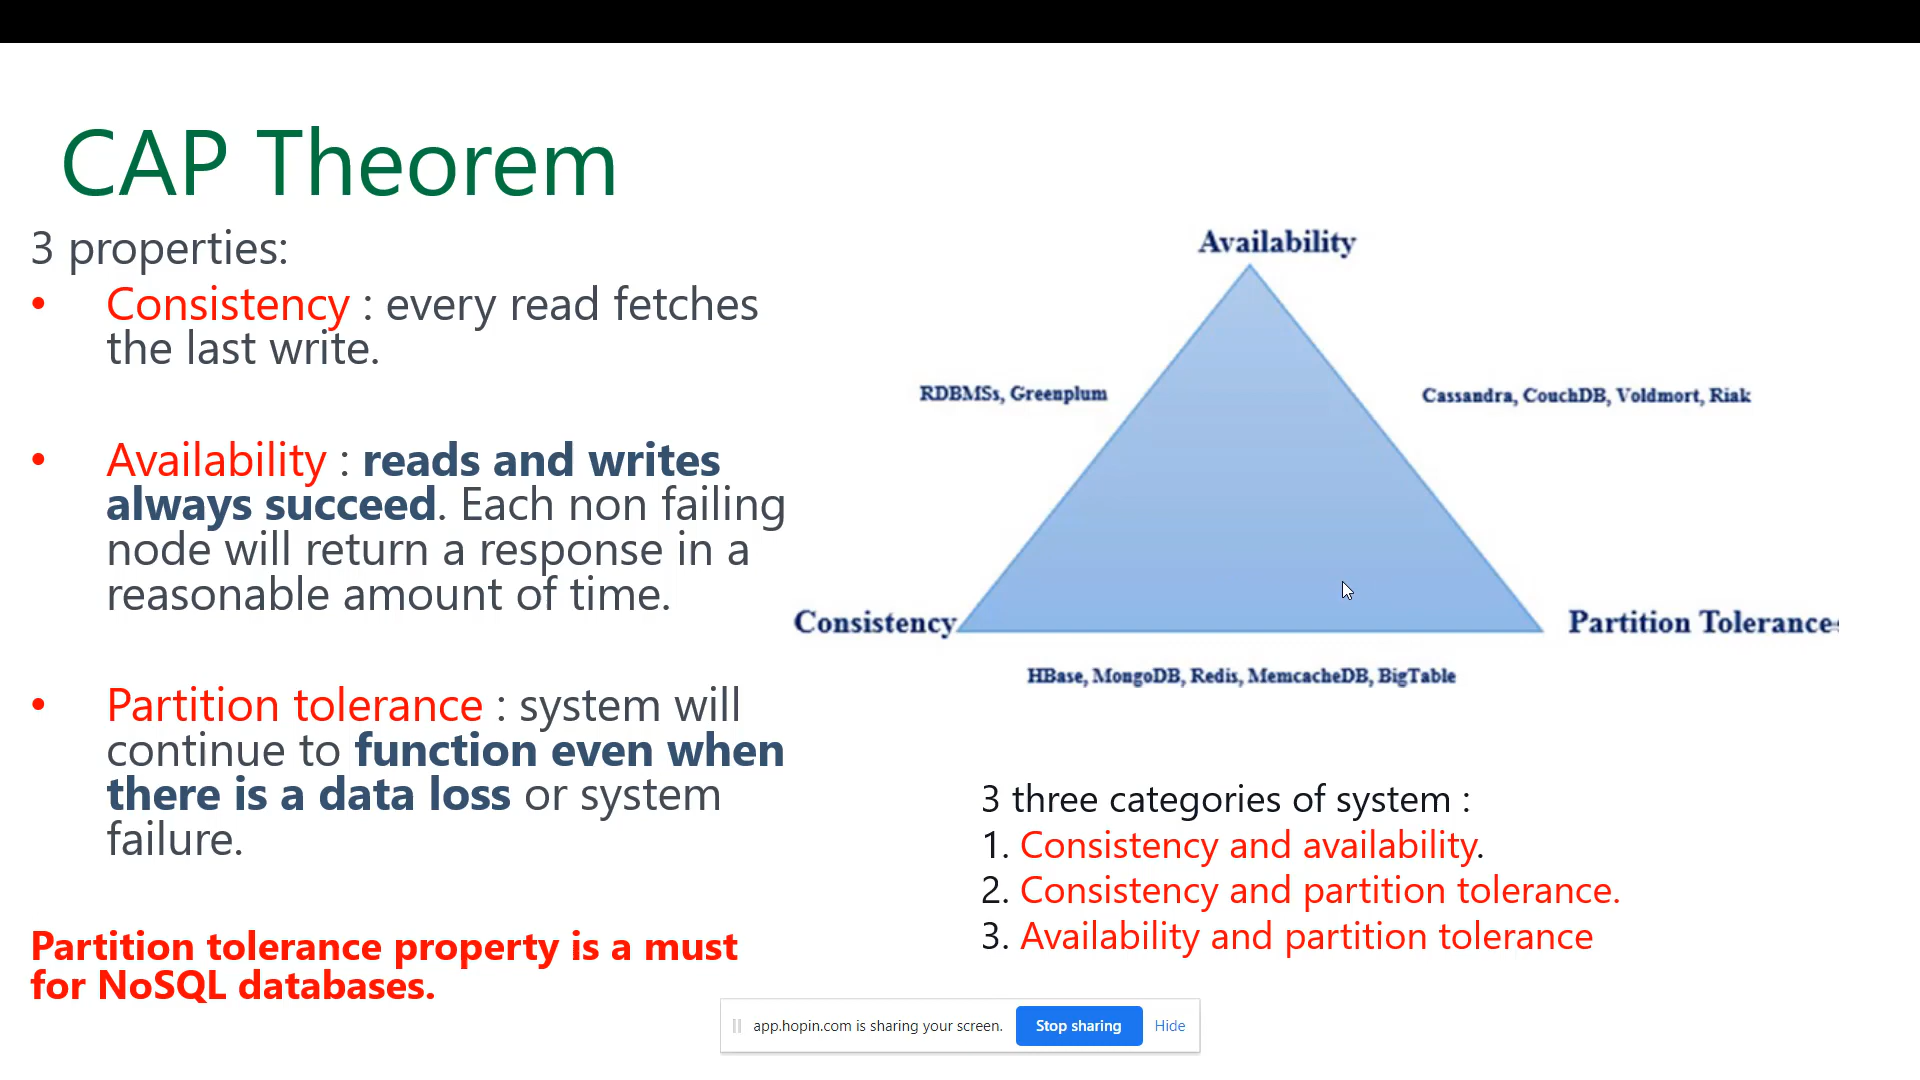 CAP Theorem
3 properties:
• Consistency : every read fetches
the last write.
• Availability : reads and writes
always succeed. Each non failing
node will return a response in a
reasonable amount of time.
• Partition tolerance : system will
continue to function even when
there is a data loss or system
failure.
Partition tolerance property is a must
for NoSQL databases.
Availability
RDBMSs, Greenplum
Cassandra, CouchDB, Voldmort, Riak
Consistency
Partition Tolerance
HBase, MongoDB, Redis, MemcacheDB, BigTable
3 three categories of system :
1. Consistency and availability.
2. Consistency and partition tolerance.
3. Availability and partition tolerance
app.hopin.com is sharing your screen.
Stop sharing
Hide